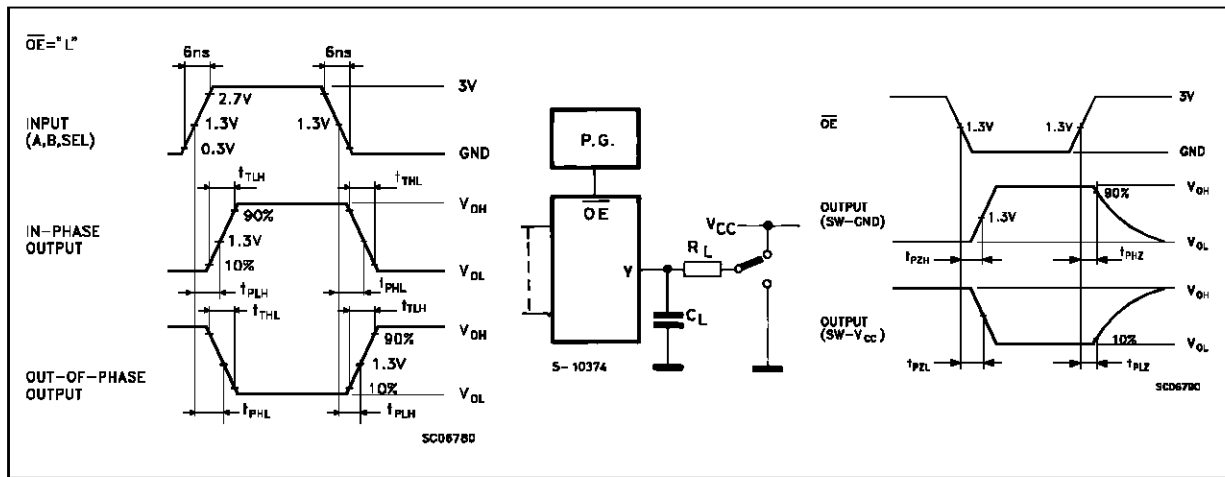 OE="L"
6ns
6ns
3V
2.7V
INPUT
(A,B,SEL)
1.3V
1.3V
0.3V
GND
tTLH
tTHL
VOH
90%
IN-PHASE
OUTPUT
1.3V
10%
VOL
tPLH
tPHL
tTHL
tTLH
VOH
90%
1.3V
OUT-OF-PHASE
OUTPUT
10%
VOL
tPHL
tPLH
SC06780
P.G.
OE
VCC
RL
Y
CL
S-10374
3V
OE
1.3V
1.3V
GND
VOH
90%
OUTPUT
(SW-GND)
1.3V
VOL
tPZH
tPHZ
VOH
OUTPUT
(SW-VCC)
10%
VOL
tPZL
tPLZ
SC06790